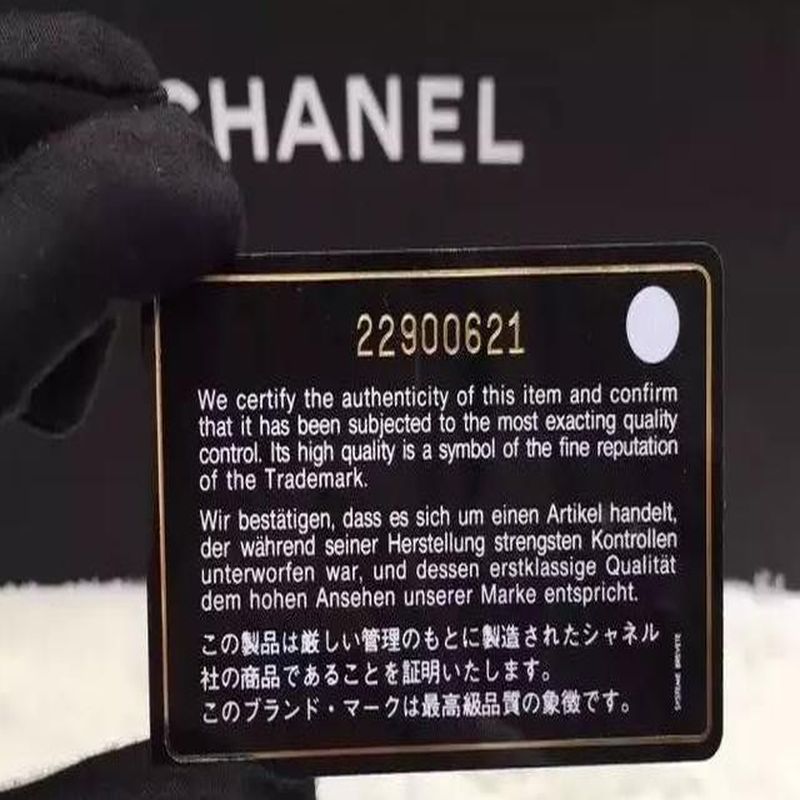 CHANEL
22900621
We certify the authenticity of this item and confirm
that it has been subjected to the most exacting quality
control. Its high quality is a symbol of the fine reputation
of the Trademark.
Wir bestätigen, dass es sich um einen Artikel handelt,
der während seiner Herstellung strengsten Kontrollen
unterworfen war, und dessen erstklassige Qualität
dem hohen Ansehen unserer Marke entspricht.
この製品は厳しい管理のもとに製造されたシャネル
社の商品であることを証明いたします。
このブランド・マークは最高級品質の象徴です。
SYSTEME BREVETE